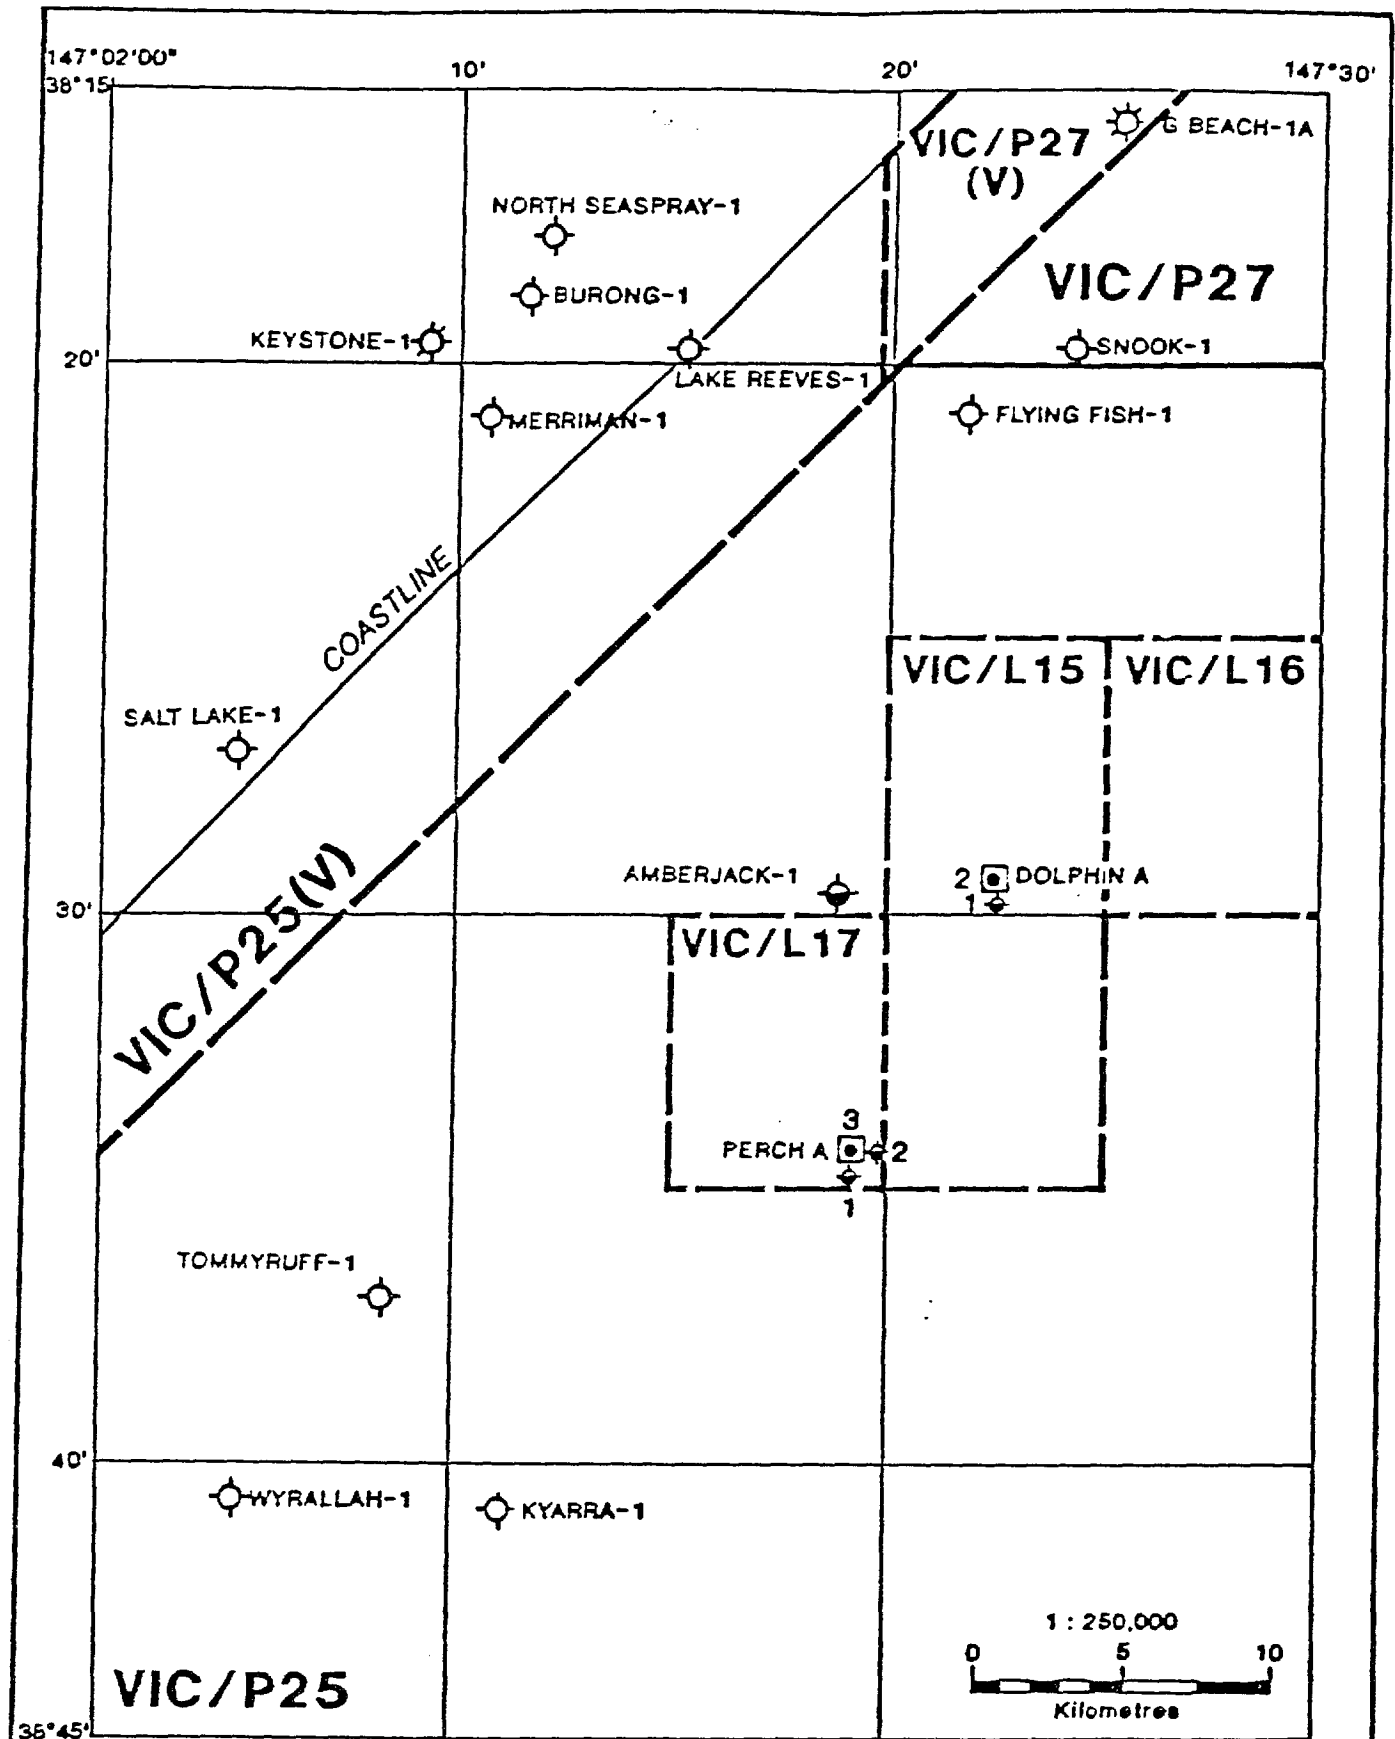 147°02'00"
10'
20'
147°30'
38°15'
G BEACH-1A
VIC/P27
(V)
NORTH SEASPRAY-1
VIC/P27
BURONG-1
KEYSTONE-1
SNOOK-1
20'
LAKE REEVES-1
MERRIMAN-1
FLYING FISH-1
COASTLINE
VIC/L15
VIC/L16
SALT LAKE-1
AMBERJACK-1
2
DOLPHIN A
1
30'
VIC/P25(V)
VIC/L17
3
PERCH A
2
1
TOMMYRUFF-1
40'
WYRALLAH-1
KYARRA-1
1 : 250,000
0
5
10
Kilometres
VIC/P25
38°45'